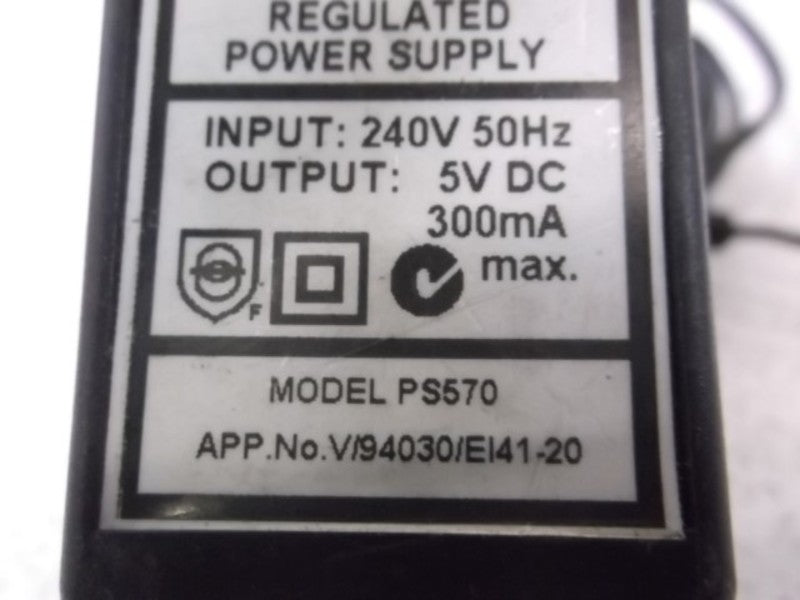 REGULATED
POWER SUPPLY
INPUT: 240V 50Hz
OUTPUT: 5V DC
300mA
max.
F
MODEL PS570
APP.No.V/94030/EI41-20